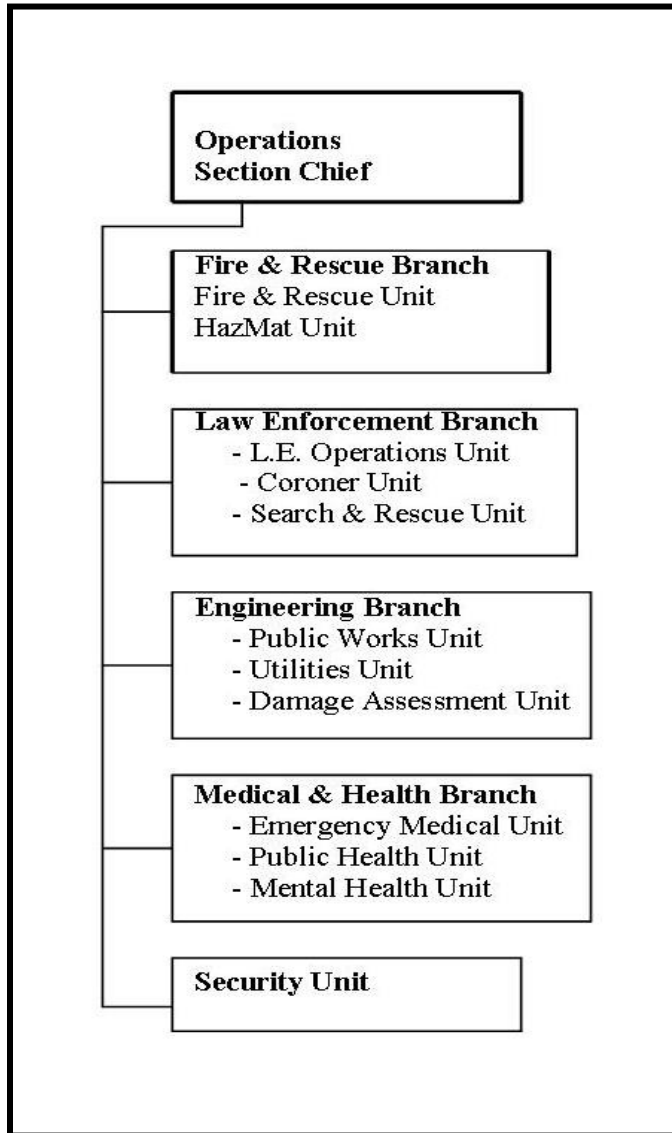 Operations
Section Chief
Fire & Rescue Branch
Fire & Rescue Unit
HazMat Unit
Law Enforcement Branch
- L.E. Operations Unit
- Coroner Unit
- Search & Rescue Unit
Engineering Branch
- Public Works Unit
- Utilities Unit
- Damage Assessment Unit
Medical & Health Branch
- Emergency Medical Unit
- Public Health Unit
- Mental Health Unit
Security Unit